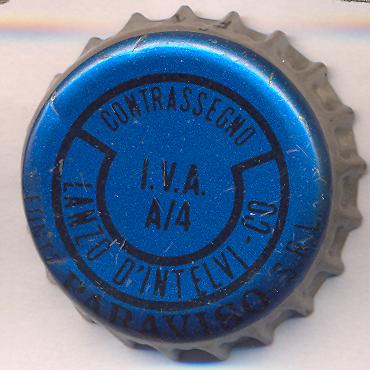 CONTRASSEGNO
I.V.A.
A/4
LANZO D'INTELVI - CO
PARAVISO S.R.L.